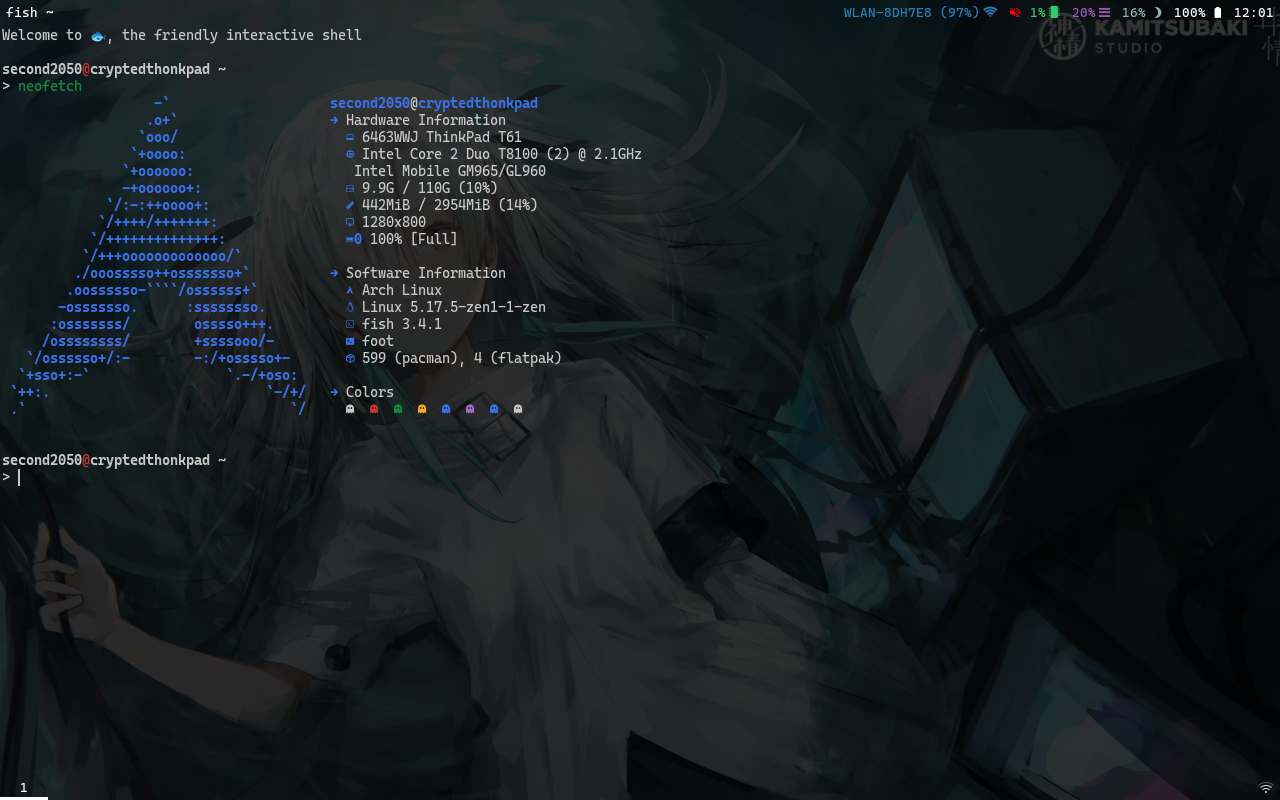 fish ~
WLAN-8DH7E8 (97%) 1% 20% 16% 100% 12:01
KAMITSUBAKI
STUDIO
神椿
Welcome to 🐟, the friendly interactive shell
second2050@cryptedthonkpad ~
> neofetch
-`
.o+`
`ooo/
`+oooo:
`+oooooo:
-+oooooo+:
`/:-:++oooo+:
`/++++/+++++++:
`/++++++++++++++:
`/+++ooooooooooooo/`
./ooosssso++osssssso+`
.oossssso-````/ossssss+`
-osssssso.      :ssssssso.
:osssssss/        osssso+++.
/ossssssss/        +ssssooo/-
`/ossssso+/:-        -:/+osssso+-
`+sso+:-`                 `.-/+oso:
`++:.                           `-/+/
.`                                 `/
second2050@cryptedthonkpad
Hardware Information
6463WWJ ThinkPad T61
Intel Core 2 Duo T8100 (2) @ 2.1GHz
Intel Mobile GM965/GL960
9.9G / 110G (10%)
442MiB / 2954MiB (14%)
1280x800
0 100% [Full]
Software Information
Arch Linux
Linux 5.17.5-zen1-1-zen
fish 3.4.1
foot
599 (pacman), 4 (flatpak)
Colors
second2050@cryptedthonkpad ~
>
1